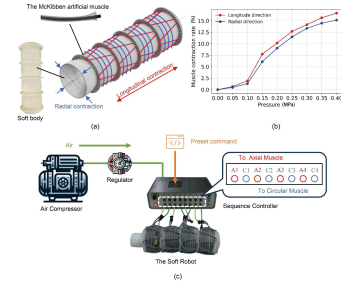 The McKibben artificial muscle
Soft body
Longitudinal contraction
Radial contraction
(a)
Muscle contraction rate (%)
15.0
12.5
10.0
7.5
5.0
2.5
0.0
Longitude direction
Radial direction
0.00 0.05 0.10 0.15 0.20 0.25 0.30 0.35 0.40
Pressure (MPa)
(b)
Air
Preset command
Regulator
Air Compressor
Sequence Controller
To Axial Muscle
A1 C1 A2 C2 A3 C3 A4 C4
To Circular Muscle
The Soft Robot
(c)